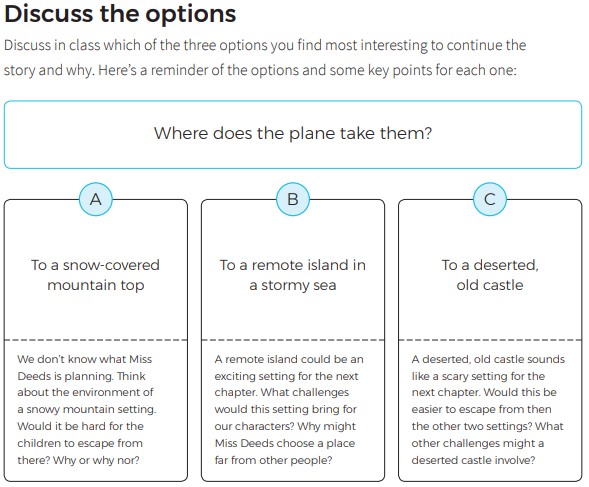 Discuss the options
Discuss in class which of the three options you find most interesting to continue the
story and why. Here's a reminder of the options and some key points for each one:
Where does the plane take them?
A
To a snow-covered
mountain top
We don't know what Miss
Deeds is planning. Think
about the environment of
a snowy mountain setting.
Would it be hard for the
children to escape from
there? Why or why nor?
B
To a remote island in
a stormy sea
A remote island could be an
exciting setting for the next
chapter. What challenges
would this setting bring for
our characters? Why might
Miss Deeds choose a place
far from other people?
C
To a deserted,
old castle
A deserted, old castle sounds
like a scary setting for the
next chapter. Would this be
easier to escape from then
the other two settings? What
other challenges might a
deserted castle involve?